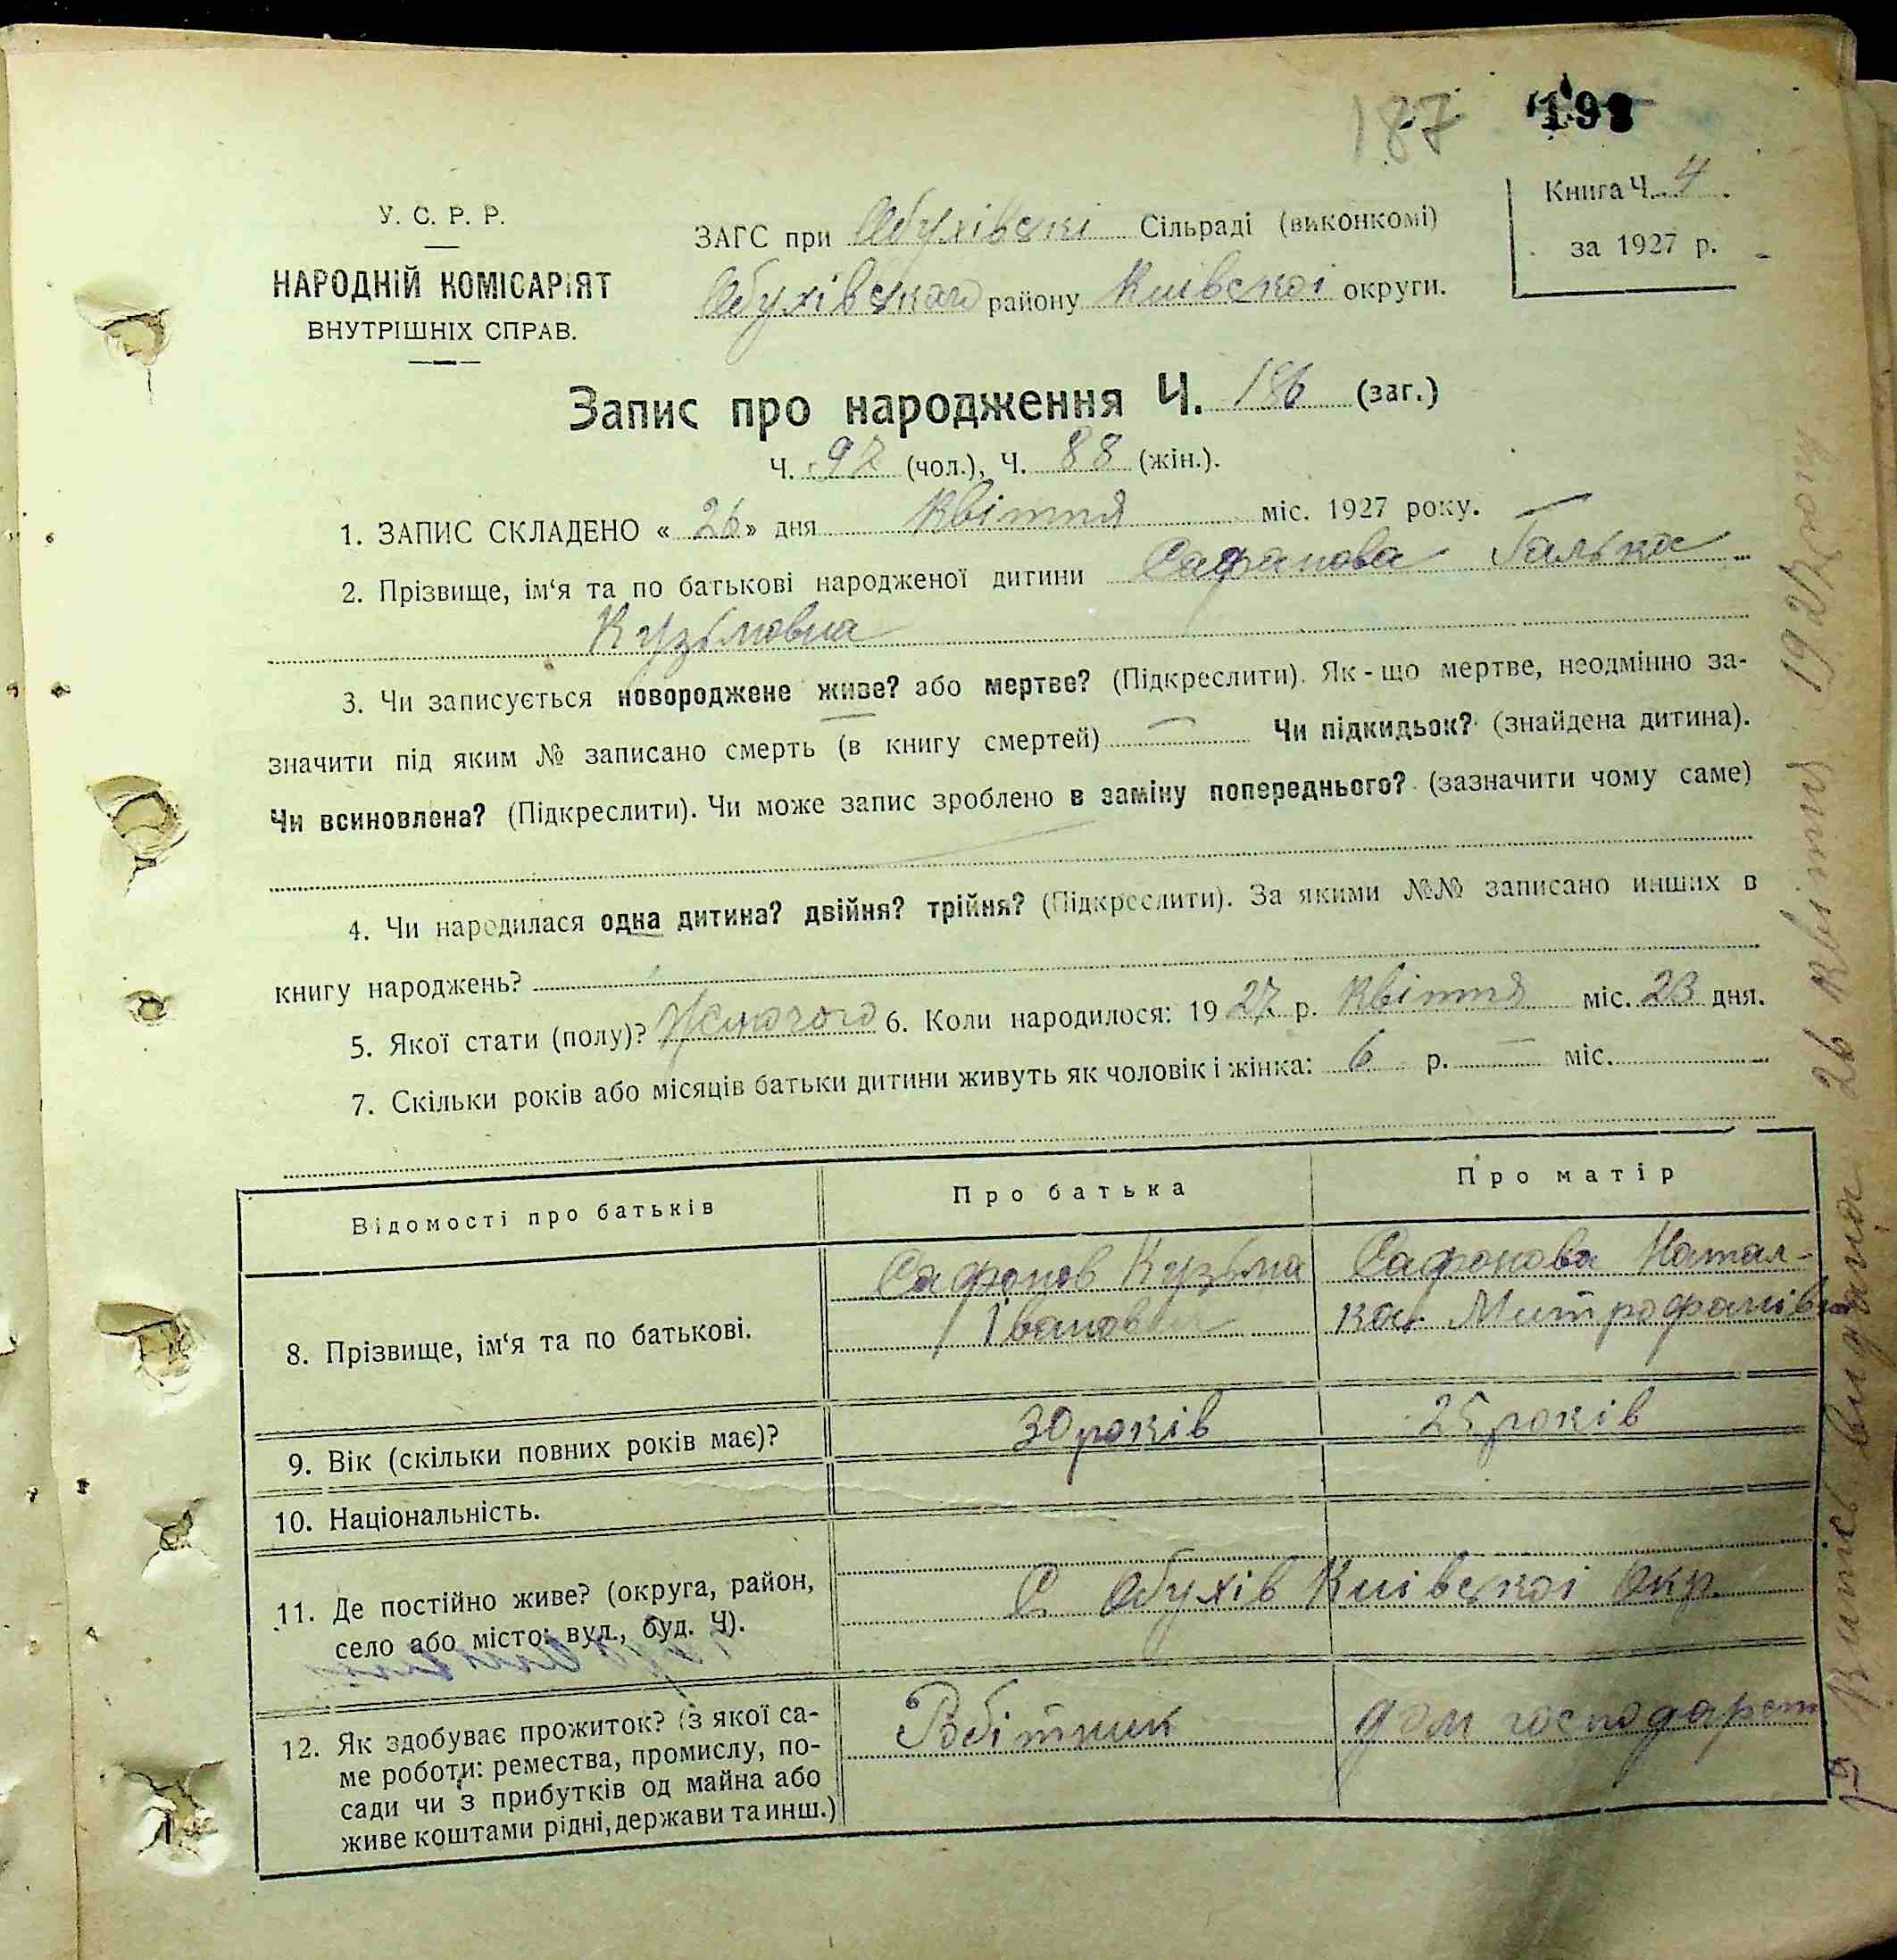 187 198
Книга Ч. 4
за 1927 р.
У. С. Р. Р.
НАРОДНІЙ КОМІСАРІЯТ
ВНУТРІШНІХ СПРАВ.
ЗАГС при Обухівскі Сільраді (виконкомі)
Обухівскаго району Київскоі округи.
Запис про народження Ч. 186 (заг.)
Ч. 97 (чол.), Ч. 88 (жін.).
1. ЗАПИС СКЛАДЕНО « 26 » дня Квітня міс. 1927 року.
2. Прізвище, ім'я та по батькові народженої дитини Сафонова Галька
Кузьмовна
3. Чи записується новороджене живе? або мертве? (Підкреслити). Як-що мертве, неодмінно за-
значити під яким № записано смерть (в книгу смертей) — Чи підкидьок? (знайдена дитина).
Чи всиновлена? (Підкреслити). Чи може запис зроблено в заміну попереднього? (зазначити чому саме)
4. Чи народилася одна дитина? двійня? трійня? (Підкреслити). За якими №№ записано инших в
книгу народжень?
5. Якої стати (полу)? Жіночого 6. Коли народилося: 1927 р. Квітня міс. 23 дня.
7. Скільки років або місяців батьки дитини живуть як чоловік і жінка: 6 р. — міс.
Відомості про батьків Про батька Про матір
8. Прізвище, ім'я та по батькові. Сафонов Кузьма Іванович Сафонова Наталка Митрофанівна
9. Вік (скільки повних років має)? 30 років 25 років
10. Національність.
11. Де постійно живе? (округа, район, С. Обухів Київскоі Окр.
село або місто: вул., буд. Ч).
12. Як здобуває прожиток? (з якої са- Робітник дом господарст
ме роботи: ремества, промислу, по-
сади чи з прибутків од майна або
живе коштами рідні, держави та инш.)
Витяг видана 26 Квітня 1927 року